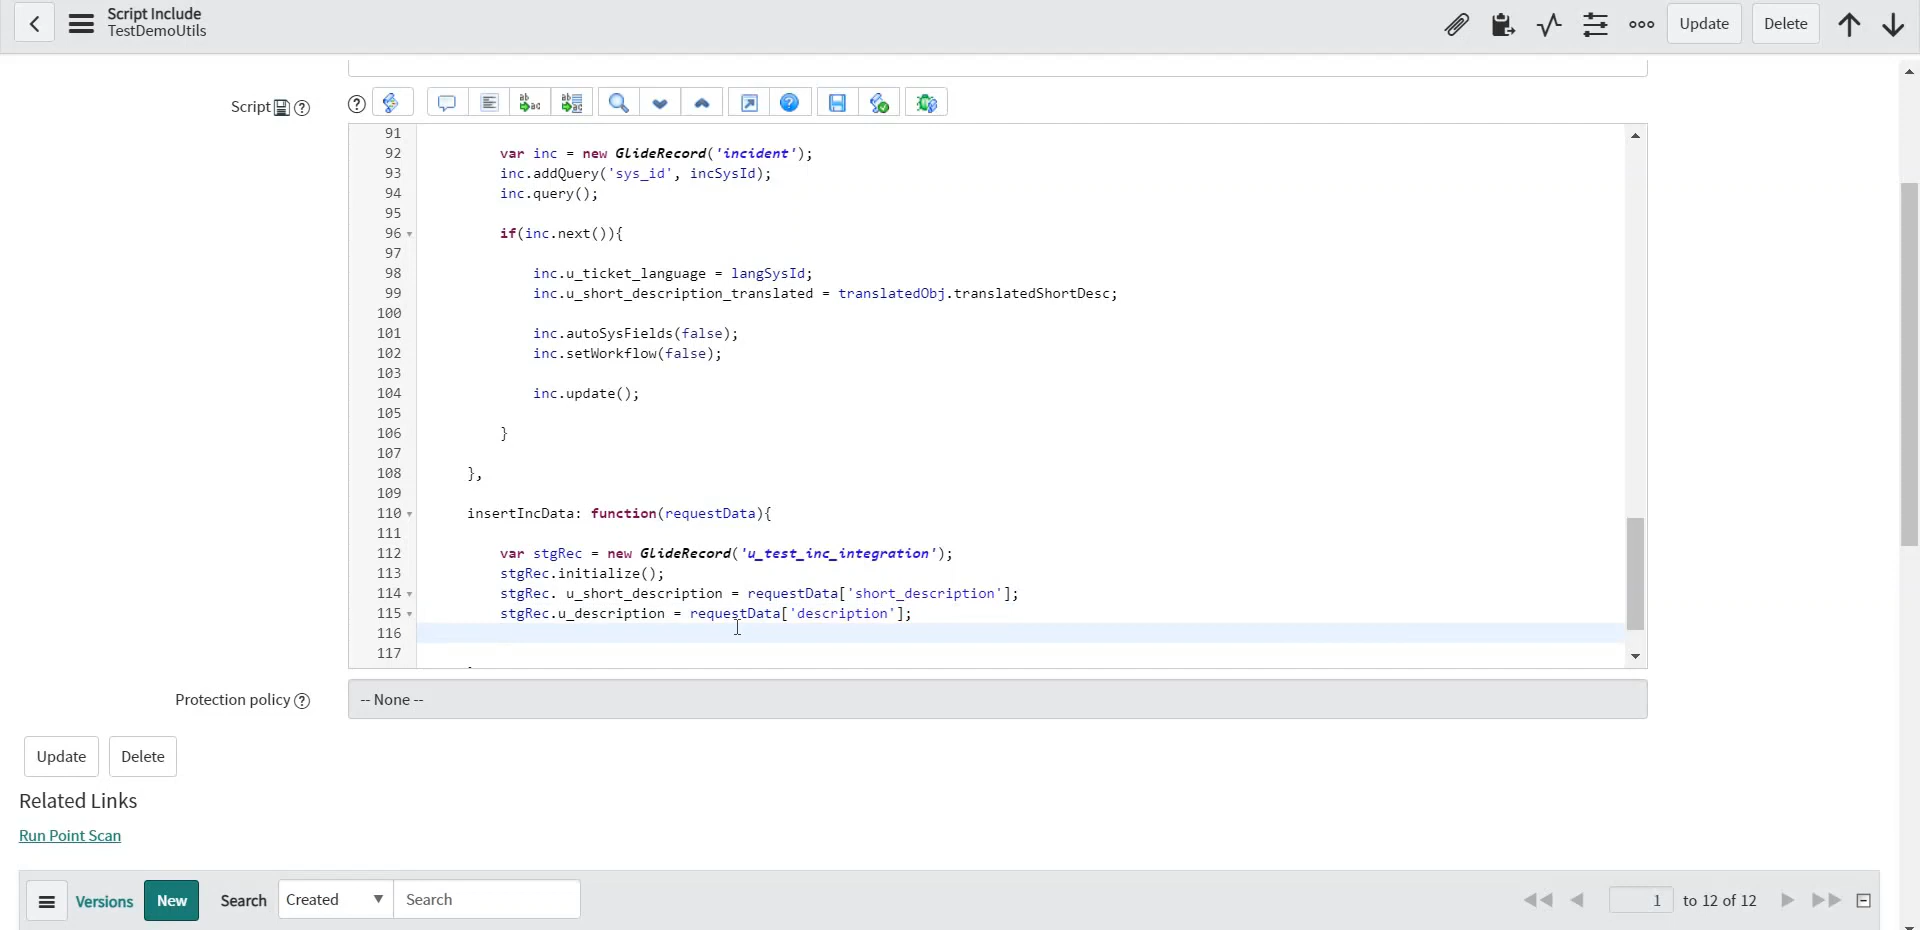 Script Include
TestDemoUtils
Update
Delete
Script
91
92 var inc = new GlideRecord('incident');
93 inc.addQuery('sys_id', incSysId);
94 inc.query();
95
96 if(inc.next()){
97
98 inc.u_ticket_language = langSysId;
99 inc.u_short_description_translated = translatedObj.translatedShortDesc;
100
101 inc.autoSysFields(false);
102 inc.setWorkflow(false);
103
104 inc.update();
105
106 }
107
108 },
109
110 insertIncData: function(requestData){
111
112 var stgRec = new GlideRecord('u_test_inc_integration');
113 stgRec.initialize();
114 stgRec. u_short_description = requestData['short_description'];
115 stgRec.u_description = requestData['description'];
116
117
Protection policy
-- None --
Update Delete
Related Links
Run Point Scan
Versions New Search Created Search 1 to 12 of 12